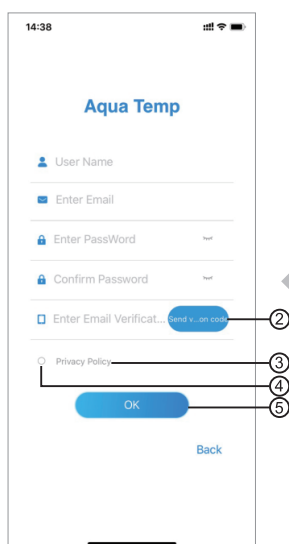 14:38
Aqua Temp
User Name
Enter Email
Enter PassWord
Confirm Password
Enter Email Verificat... Send v...on code
②
Privacy Policy ③
④
OK ⑤
Back